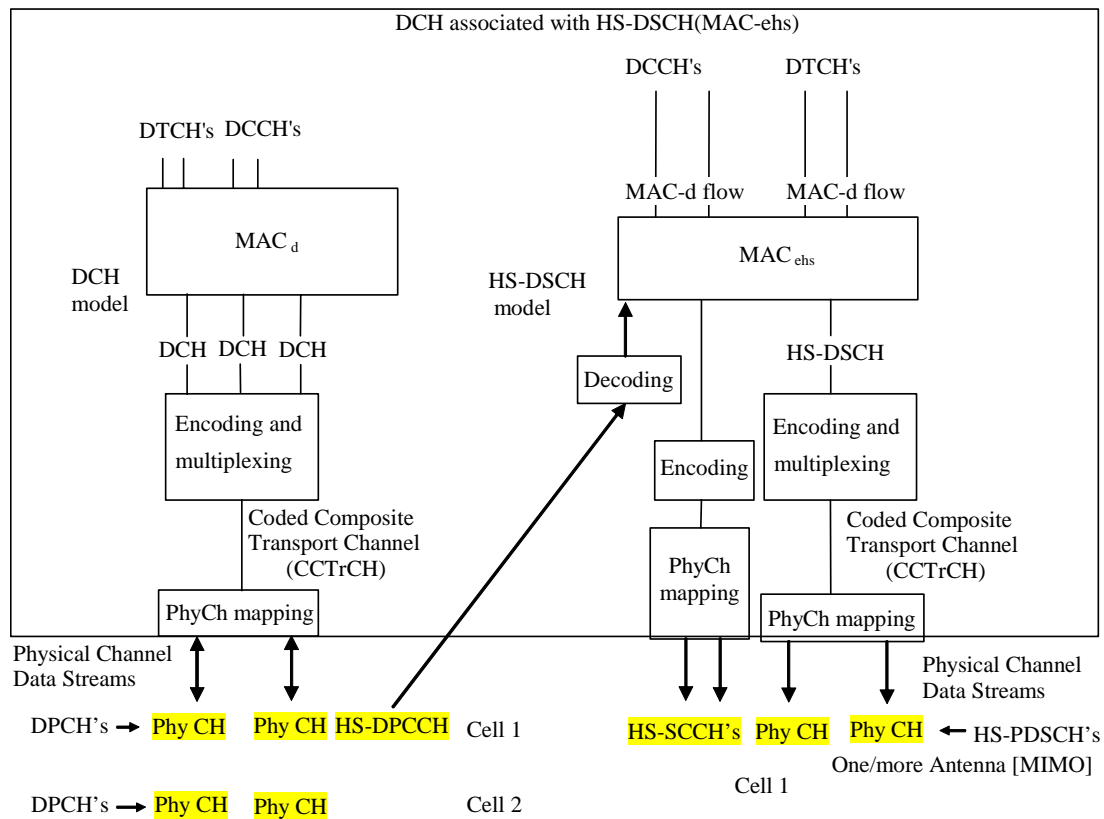 DCH associated with HS-DSCH(MAC-ehs)
DCCH's
DTCH's
DTCH's
DCCH's
MAC-d flow
MAC-d flow
MAC d
MAC ehs
DCH
model
HS-DSCH
model
DCH
DCH
DCH
HS-DSCH
Decoding
Encoding and
multiplexing
Encoding and
multiplexing
Encoding
Coded Composite
Transport Channel
(CCTrCH)
Coded Composite
Transport Channel
(CCTrCH)
PhyCh
mapping
PhyCh mapping
PhyCh mapping
Physical Channel
Data Streams
Physical Channel
Data Streams
DPCH’s
Phy CH
Phy CH
HS-DPCCH
Cell 1
HS-SCCH’s
Phy CH
Phy CH
HS-PDSCH’s
One/more Antenna [MIMO]
Cell 1
DPCH’s
Phy CH
Phy CH
Cell 2